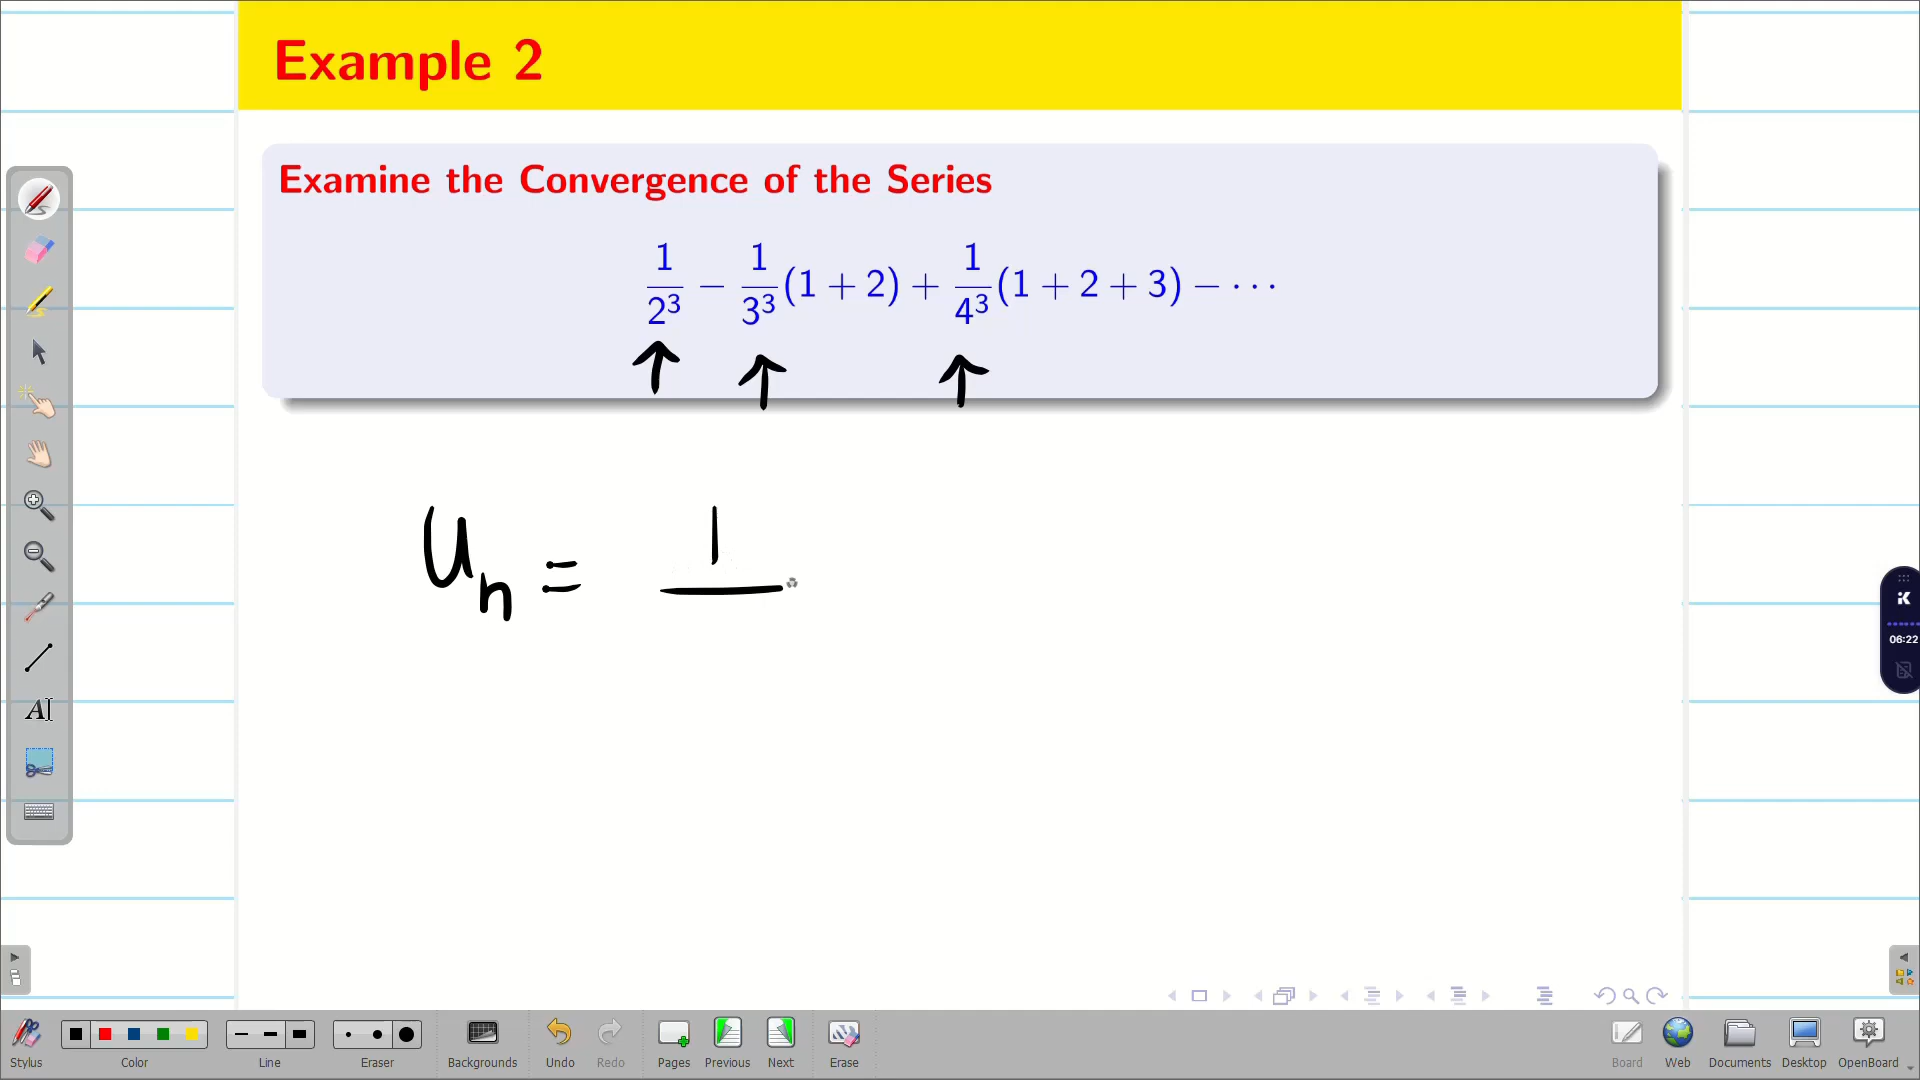 Example 2
Examine the Convergence of the Series
1/2³ − 1/3³(1 + 2) + 1/4³(1 + 2 + 3) − ···
↑ ↑ ↑
Uₙ = 1/
06:22
Stylus Color Line Eraser Backgrounds Undo Redo Pages Previous Next Erase Board Web Documents Desktop OpenBoard